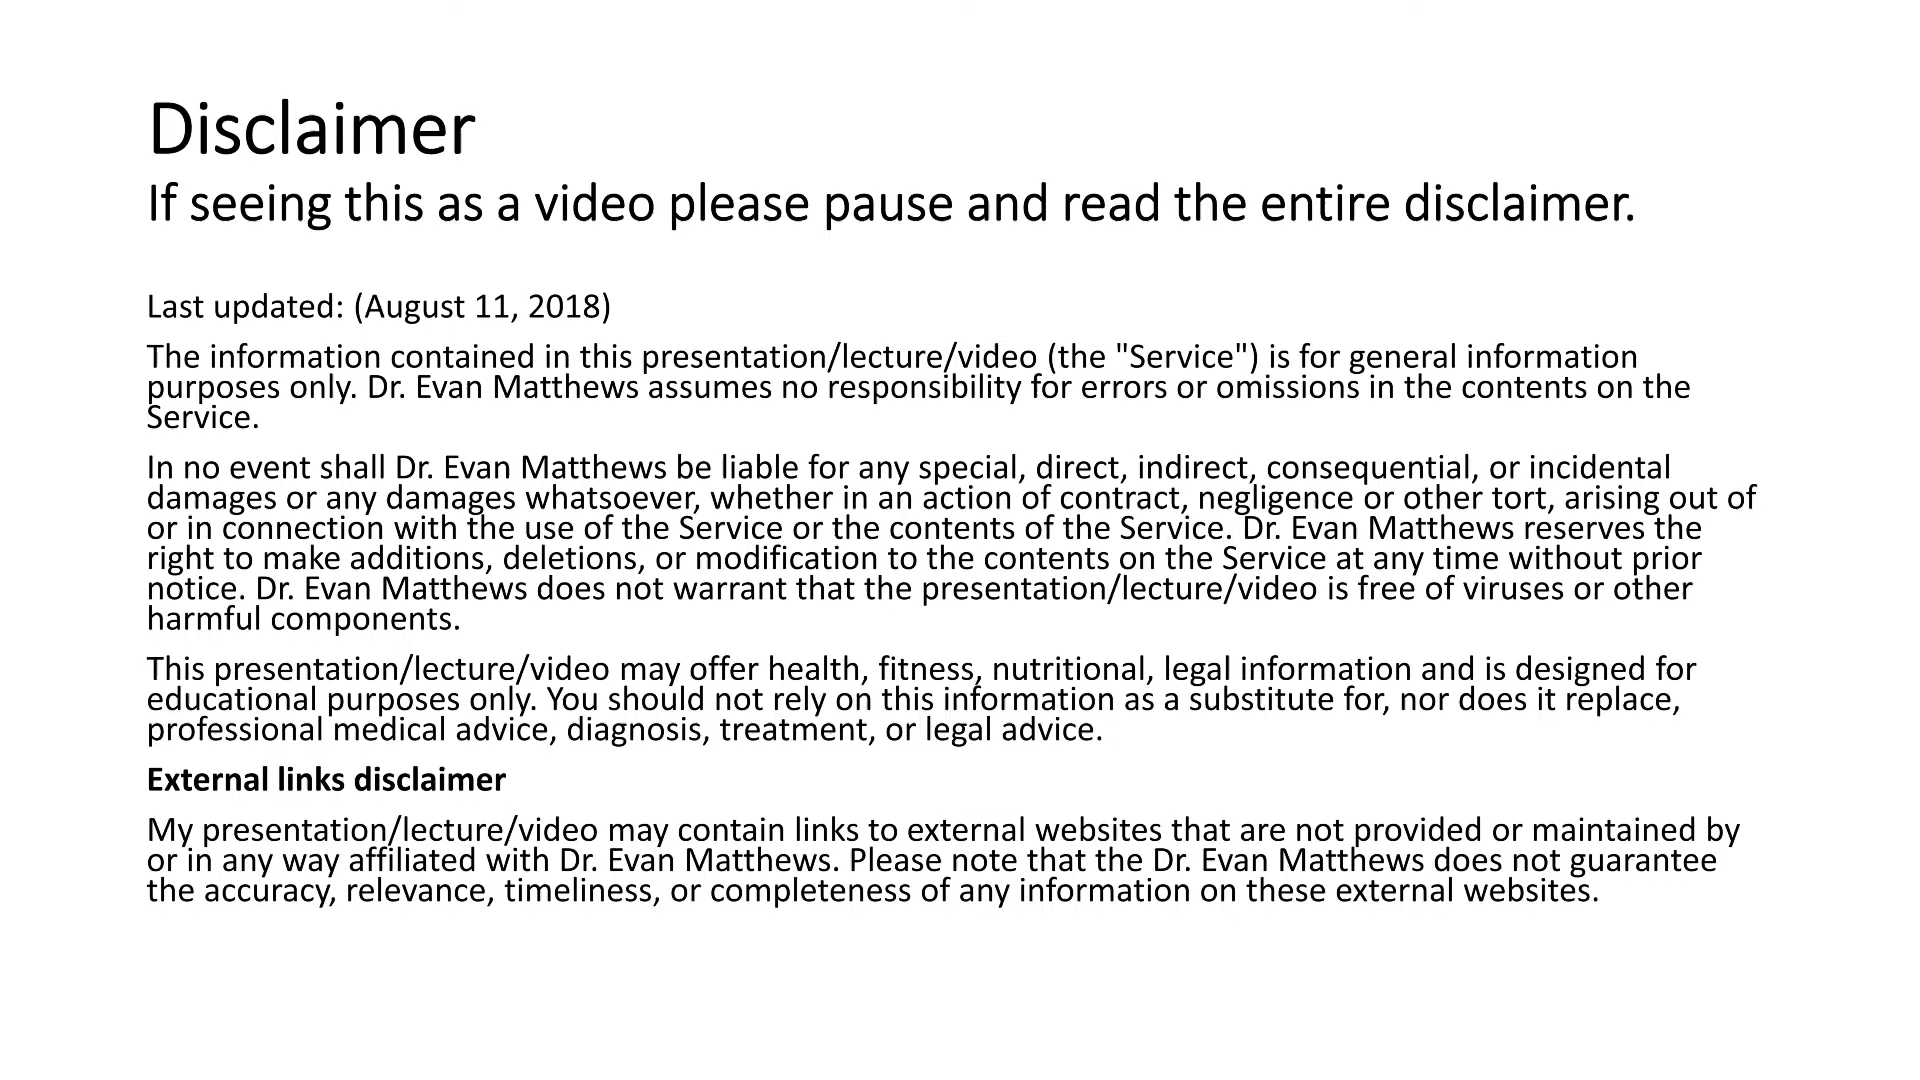 Disclaimer
If seeing this as a video please pause and read the entire disclaimer.
Last updated: (August 11, 2018)
The information contained in this presentation/lecture/video (the "Service") is for general information
purposes only. Dr. Evan Matthews assumes no responsibility for errors or omissions in the contents on the
Service.
In no event shall Dr. Evan Matthews be liable for any special, direct, indirect, consequential, or incidental
damages or any damages whatsoever, whether in an action of contract, negligence or other tort, arising out of
or in connection with the use of the Service or the contents of the Service. Dr. Evan Matthews reserves the
right to make additions, deletions, or modification to the contents on the Service at any time without prior
notice. Dr. Evan Matthews does not warrant that the presentation/lecture/video is free of viruses or other
harmful components.
This presentation/lecture/video may offer health, fitness, nutritional, legal information and is designed for
educational purposes only. You should not rely on this information as a substitute for, nor does it replace,
professional medical advice, diagnosis, treatment, or legal advice.
External links disclaimer
My presentation/lecture/video may contain links to external websites that are not provided or maintained by
or in any way affiliated with Dr. Evan Matthews. Please note that the Dr. Evan Matthews does not guarantee
the accuracy, relevance, timeliness, or completeness of any information on these external websites.